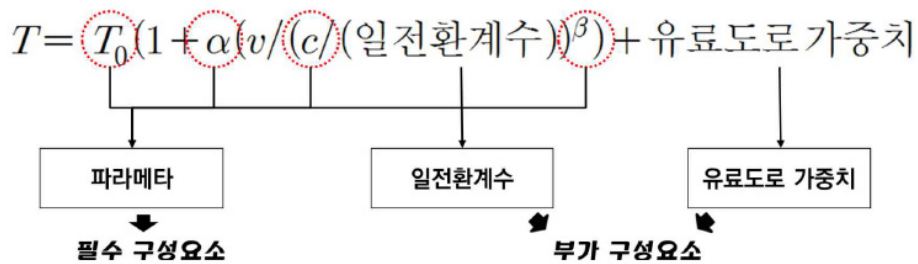 T = T₀(1+α(v/(c/(일전환계수))^β)+유료도로가중치
파라메타 일전환계수 유료도로 가중치
필수 구성요소 부가 구성요소